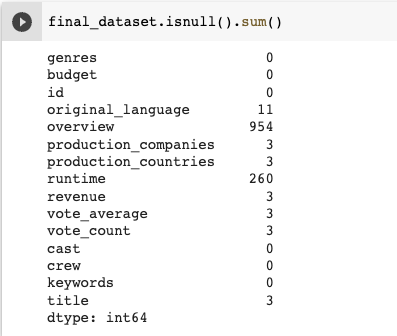 final_dataset.isnull().sum()
genres 0
budget 0
id 0
original_language 11
overview 954
production_companies 3
production_countries 3
runtime 260
revenue 3
vote_average 3
vote_count 3
cast 0
crew 0
keywords 0
title 3
dtype: int64